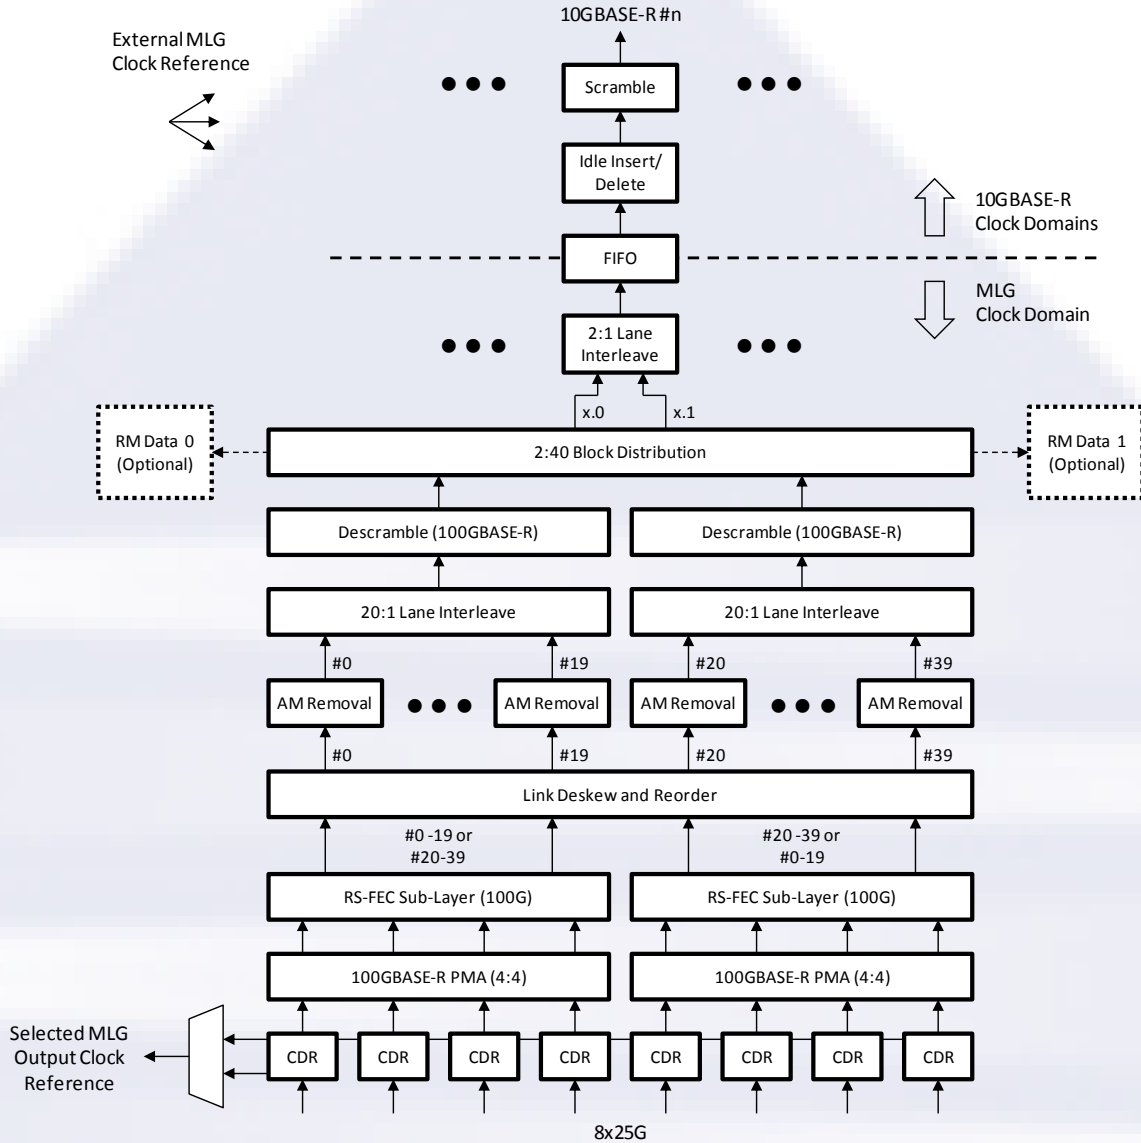 10GBASE-R #n
External MLG
Clock Reference
Scramble
Idle Insert/
Delete
10GBASE-R
Clock Domains
FIFO
MLG
Clock Domain
2:1 Lane
Interleave
x.0
x.1
RM Data 0
(Optional)
2:40 Block Distribution
RM Data 1
(Optional)
Descramble (100GBASE-R)
Descramble (100GBASE-R)
20:1 Lane Interleave
20:1 Lane Interleave
#0
#19
#20
#39
AM Removal
AM Removal
AM Removal
AM Removal
#0
#19
#20
#39
Link Deskew and Reorder
#0 -19 or
#20-39
#20 -39 or
#0-19
RS-FEC Sub-Layer (100G)
RS-FEC Sub-Layer (100G)
100GBASE-R PMA (4:4)
100GBASE-R PMA (4:4)
Selected MLG
Output Clock
Reference
CDR
CDR
CDR
CDR
CDR
CDR
CDR
CDR
8x25G